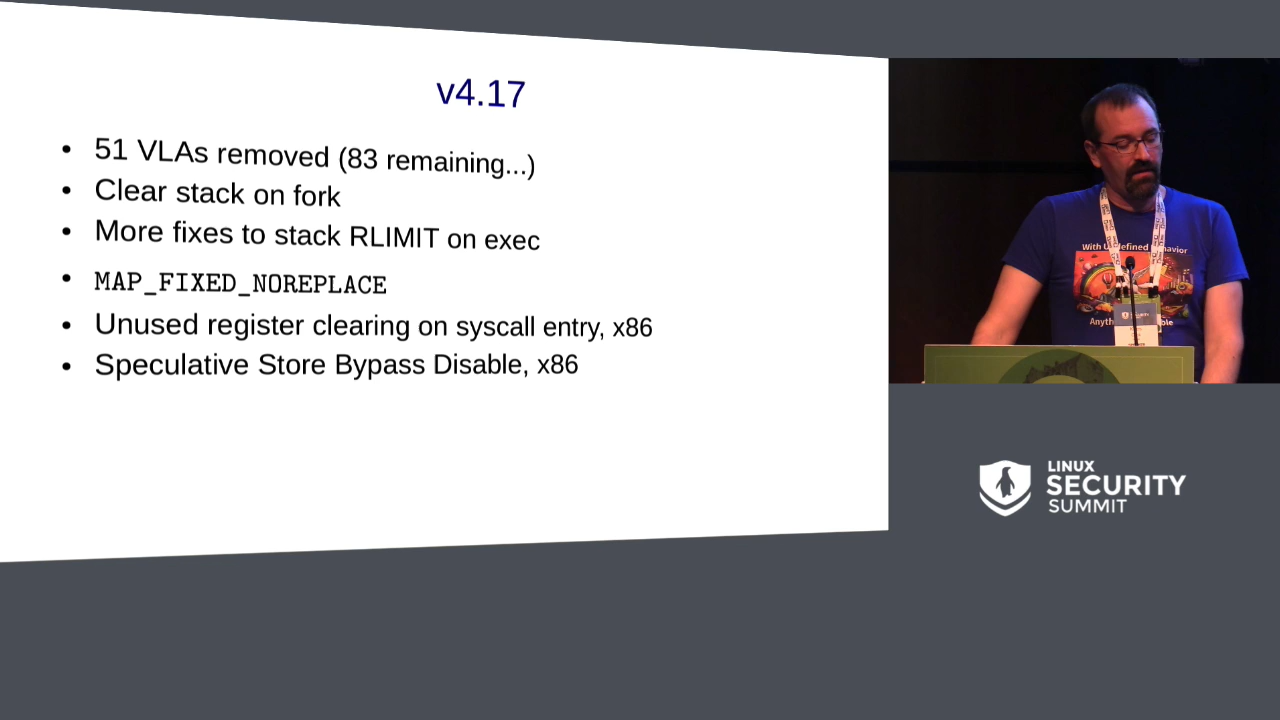 v4.17
• 51 VLAs removed (83 remaining...)
• Clear stack on fork
• More fixes to stack RLIMIT on exec
• MAP_FIXED_NOREPLACE
• Unused register clearing on syscall entry, x86
• Speculative Store Bypass Disable, x86
With
LINUX
SECURITY
SUMMIT